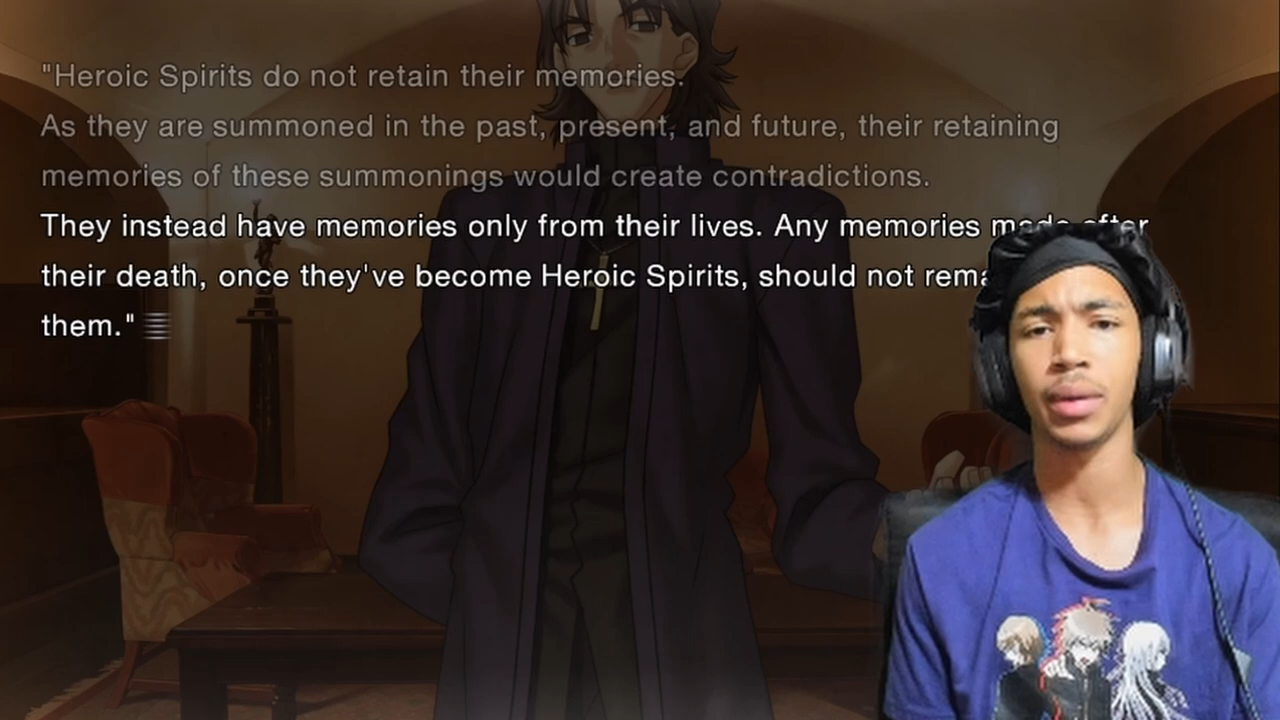 "Heroic Spirits do not retain their memories.
As they are summoned in the past, present, and future, their retaining
memories of these summonings would create contradictions.
They instead have memories only from their lives. Any memories made after
their death, once they've become Heroic Spirits, should not
them."